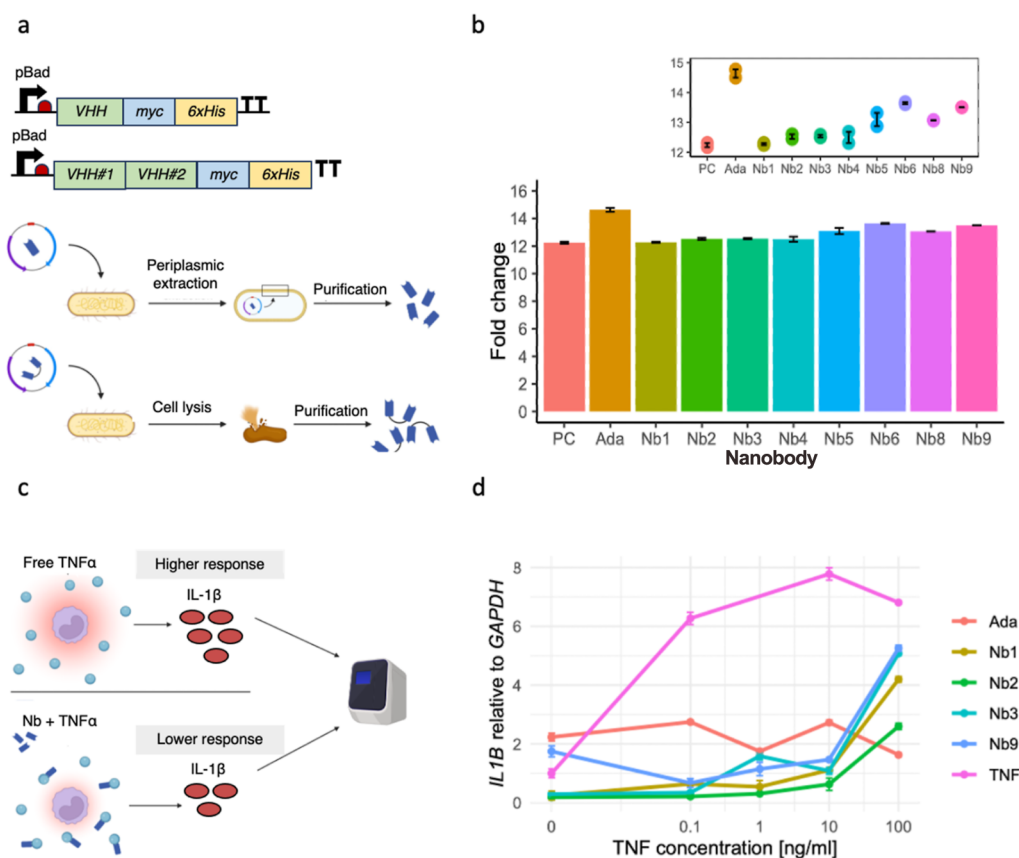 a
pBad
VHH myc 6xHis TT
pBad
VHH#1 VHH#2 myc 6xHis TT
Periplasmic
extraction
Purification
Cell lysis
Purification
b
15
14
13
12
PC Ada Nb1 Nb2 Nb3 Nb4 Nb5 Nb6 Nb8 Nb9
Fold change
16
14
12
10
8
6
4
2
0
PC Ada Nb1 Nb2 Nb3 Nb4 Nb5 Nb6 Nb8 Nb9
Nanobody
c
Free TNFα
Higher response
IL-1β
Nb + TNFα
Lower response
IL-1β
d
IL1B relative to GAPDH
8
6
4
2
0
0 0.1 1 10 100
TNF concentration [ng/ml]
Ada
Nb1
Nb2
Nb3
Nb9
TNF